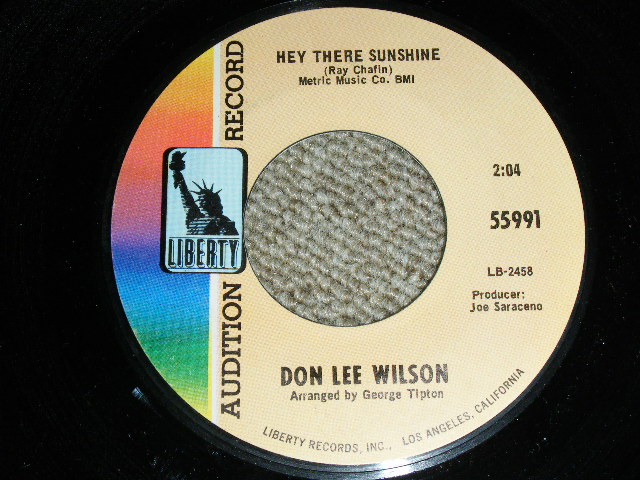 HEY THERE SUNSHINE
(Ray Chafin)
Metric Music Co. BMI
AUDITION RECORD
LIBERTY
2:04
55991
LB-2458
Producer:
Joe Saraceno
DON LEE WILSON
Arranged by George Tipton
LIBERTY RECORDS, INC., LOS ANGELES, CALIFORNIA